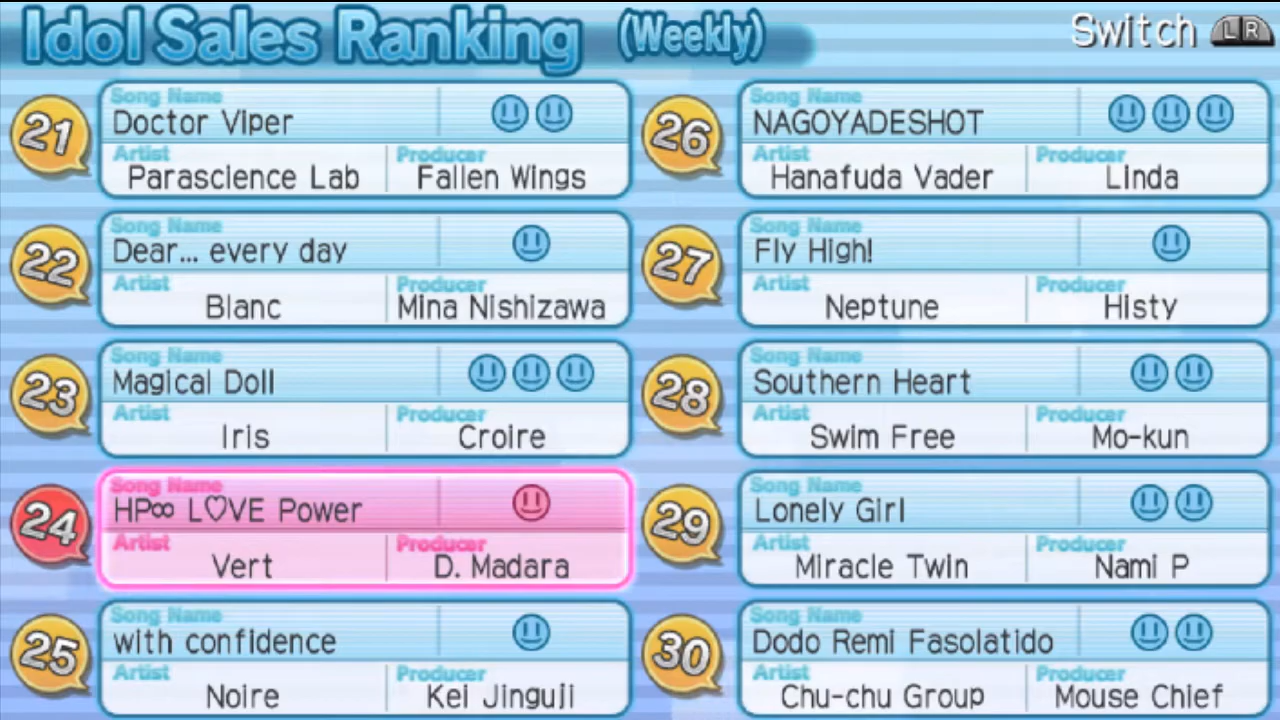 Idol Sales Ranking (Weekly)
Switch L R
21
Song Name
Doctor Viper
Artist Producer
Parascience Lab Fallen Wings
22
Song Name
Dear... every day
Artist Producer
Blanc Mina Nishizawa
23
Song Name
Magical Doll
Artist Producer
Iris Croire
24
Song Name
HP∞ L♡VE Power
Artist Producer
Vert D. Madara
25
Song Name
with confidence
Artist Producer
Noire Kei Jinguji
26
Song Name
NAGOYADESHOT
Artist Producer
Hanafuda Vader Linda
27
Song Name
Fly High!
Artist Producer
Neptune Histy
28
Song Name
Southern Heart
Artist Producer
Swim Free Mo-kun
29
Song Name
Lonely Girl
Artist Producer
Miracle Twin Nami P
30
Song Name
Dodo Remi Fasolatido
Artist Producer
Chu-chu Group Mouse Chief